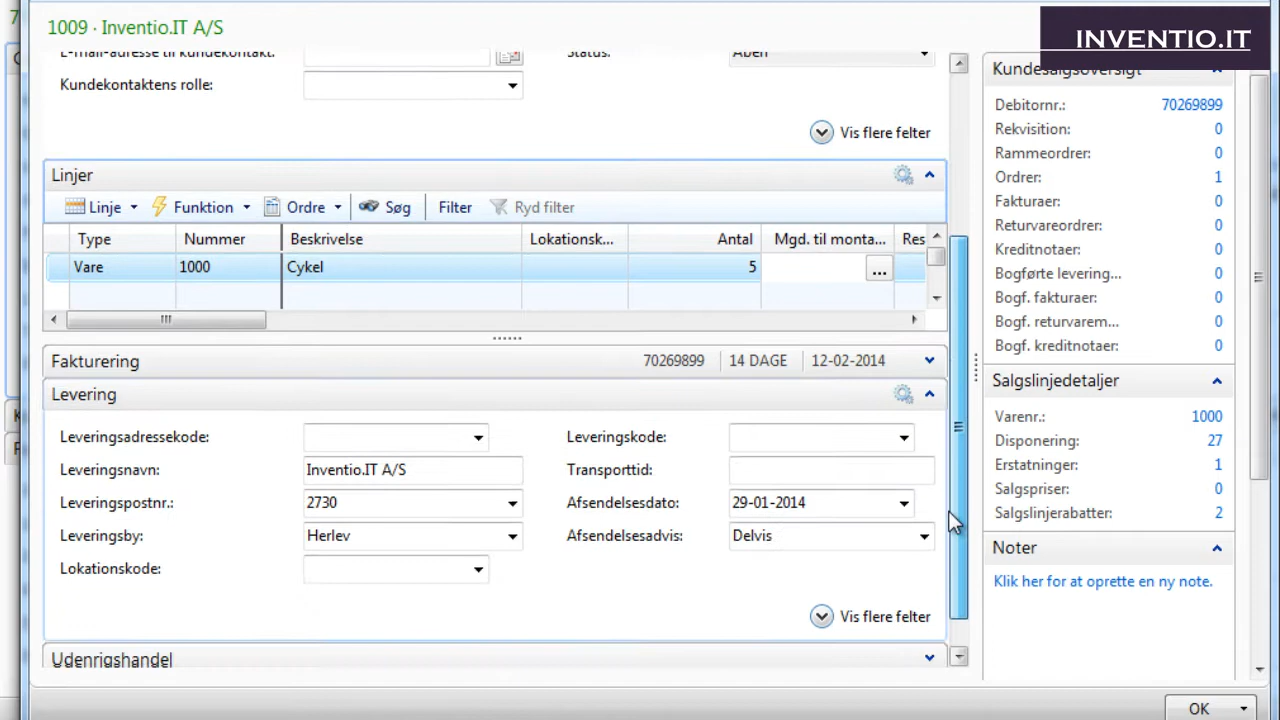 7
1009 · Inventio.IT A/S
INVENTIO.IT
E-mail-adresse til kundekontakt:
Status: Åben
Kundekontaktens rolle:
Vis flere felter
Linjer
Linje Funktion Ordre Søg Filter Ryd filter
Type Nummer Beskrivelse Lokationsk... Antal Mgd. til monta... Res
Vare 1000 Cykel 5 ...
Fakturering 70269899 14 DAGE 12-02-2014
Levering
Leveringsadressekode: Leveringskode:
Leveringsnavn: Inventio.IT A/S Transporttid:
Leveringspostnr.: 2730 Afsendelsesdato: 29-01-2014
Leveringsby: Herlev Afsendelsesadvis: Delvis
Lokationskode:
Vis flere felter
Udenrigshandel
Kundesalgsoversigt
Debitornr.: 70269899
Rekvisition: 0
Rammeordrer: 0
Ordrer: 1
Fakturaer: 0
Returvareordrer: 0
Kreditnotaer: 0
Bogførte levering... 0
Bogf. fakturaer: 0
Bogf. returvarem... 0
Bogf. kreditnotaer: 0
Salgslinjedetaljer
Varenr.: 1000
Disponering: 27
Erstatninger: 1
Salgspriser: 0
Salgslinjerabatter: 2
Noter
Klik her for at oprette en ny note.
OK